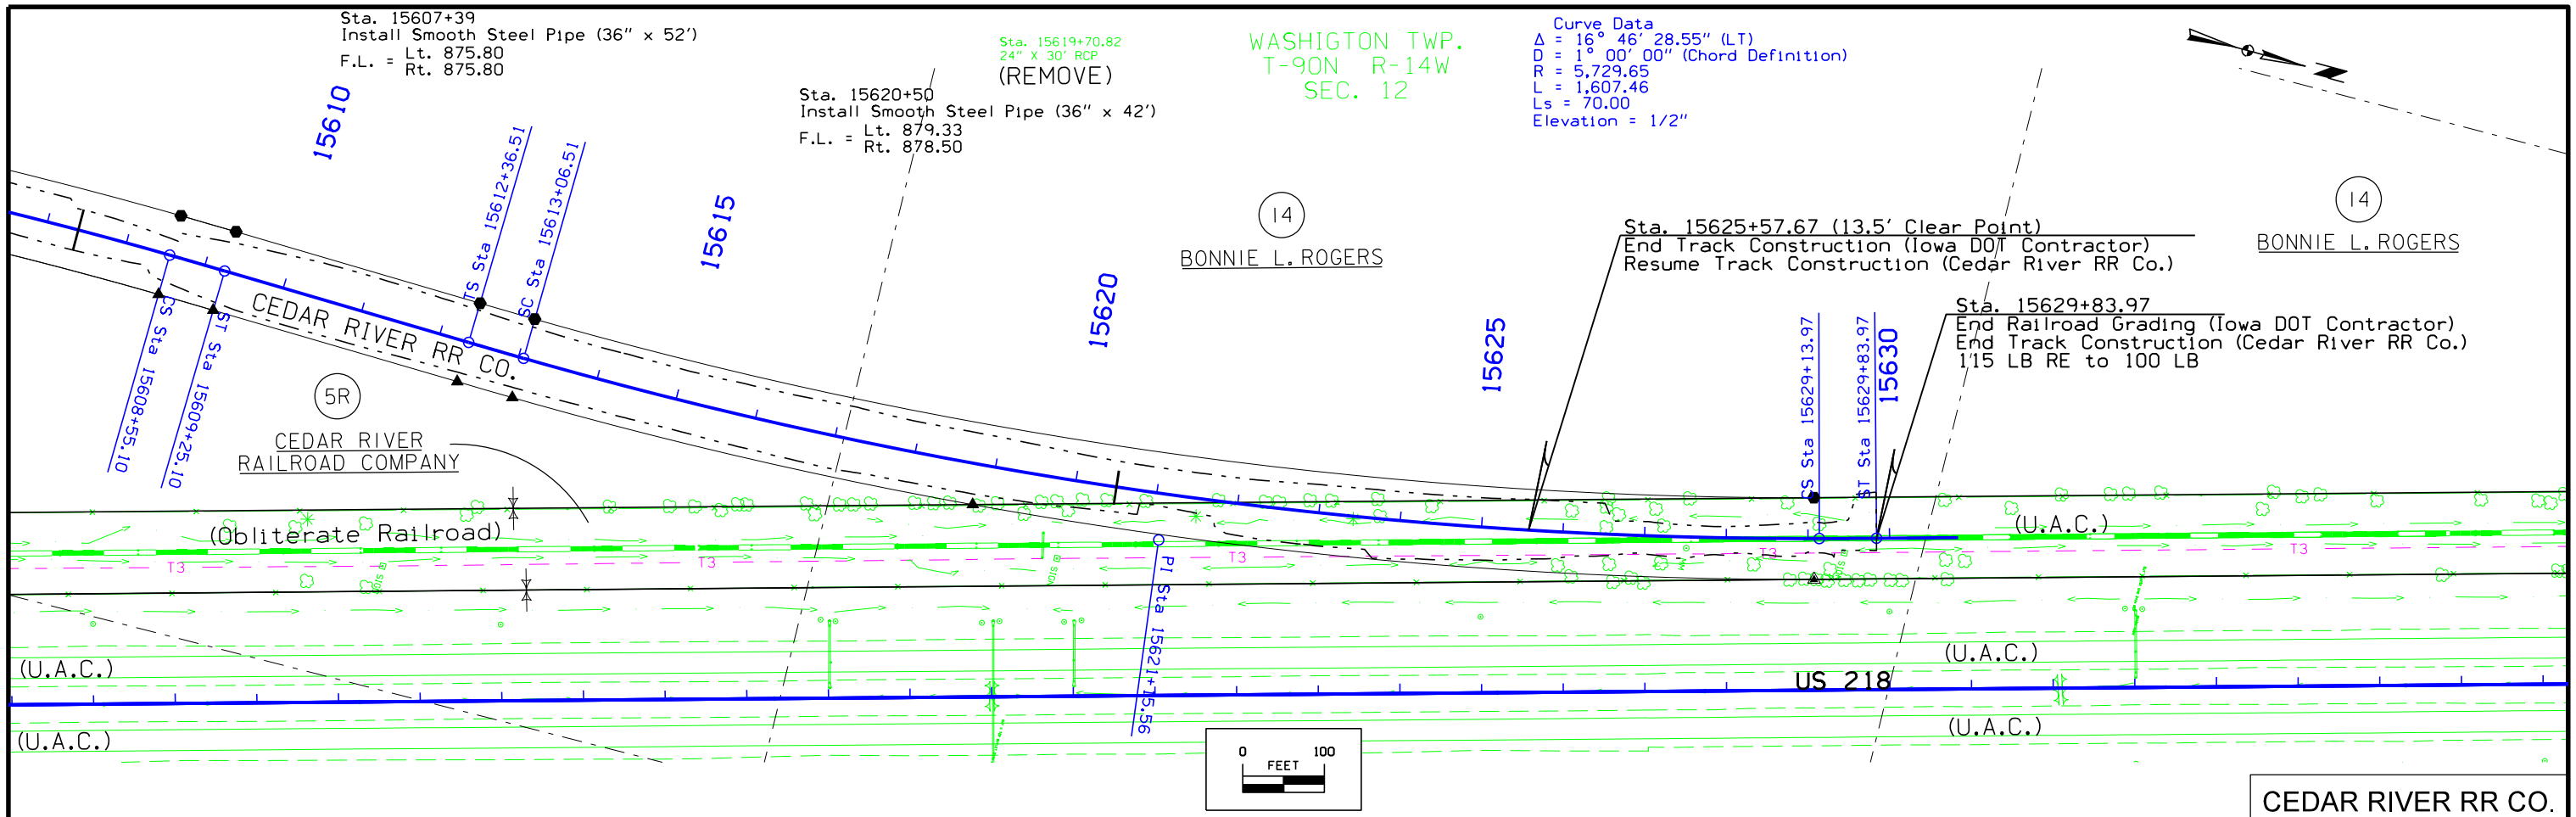 Sta. 15607+39
Install Smooth Steel Pipe (36" x 52')
F.L. = Lt. 875.80
Rt. 875.80
Sta. 15619+70.82
24" X 30' RCP
(REMOVE)
Sta. 15620+50
Install Smooth Steel Pipe (36" x 42')
F.L. = Lt. 879.33
Rt. 878.50
WASHIGTON TWP.
T-90N R-14W
SEC. 12
Curve Data
Δ = 16° 46' 28.55" (LT)
D = 1° 00' 00" (Chord Definition)
R = 5,729.65
L = 1,607.46
Ls = 70.00
Elevation = 1/2"
15610
TS Sta 15612+36.51
SC Sta 15613+06.51
15615
15620
15625
15630
14
BONNIE L. ROGERS
14
BONNIE L. ROGERS
Sta. 15625+57.67 (13.5' Clear Point)
End Track Construction (Iowa DOT Contractor)
Resume Track Construction (Cedar River RR Co.)
Sta. 15629+83.97
End Railroad Grading (Iowa DOT Contractor)
End Track Construction (Cedar River RR Co.)
115 LB RE to 100 LB
CS Sta 15629+13.97
ST Sta 15629+83.97
CEDAR RIVER RR CO.
CS Sta 15608+55.10
ST Sta 15609+25.10
5R
CEDAR RIVER
RAILROAD COMPANY
(Obliterate Railroad)
(U.A.C.)
T3
T3
T3
T3
T3
SIGN
SIGN
PI Sta 15621+15.56
(U.A.C.)
(U.A.C.)
US 218
(U.A.C.)
(U.A.C.)
0 100
FEET
CEDAR RIVER RR CO.